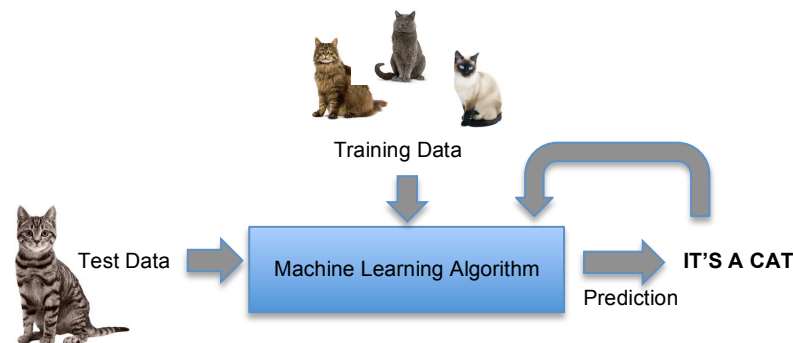 Training Data
Test Data
Machine Learning Algorithm
IT'S A CAT
Prediction